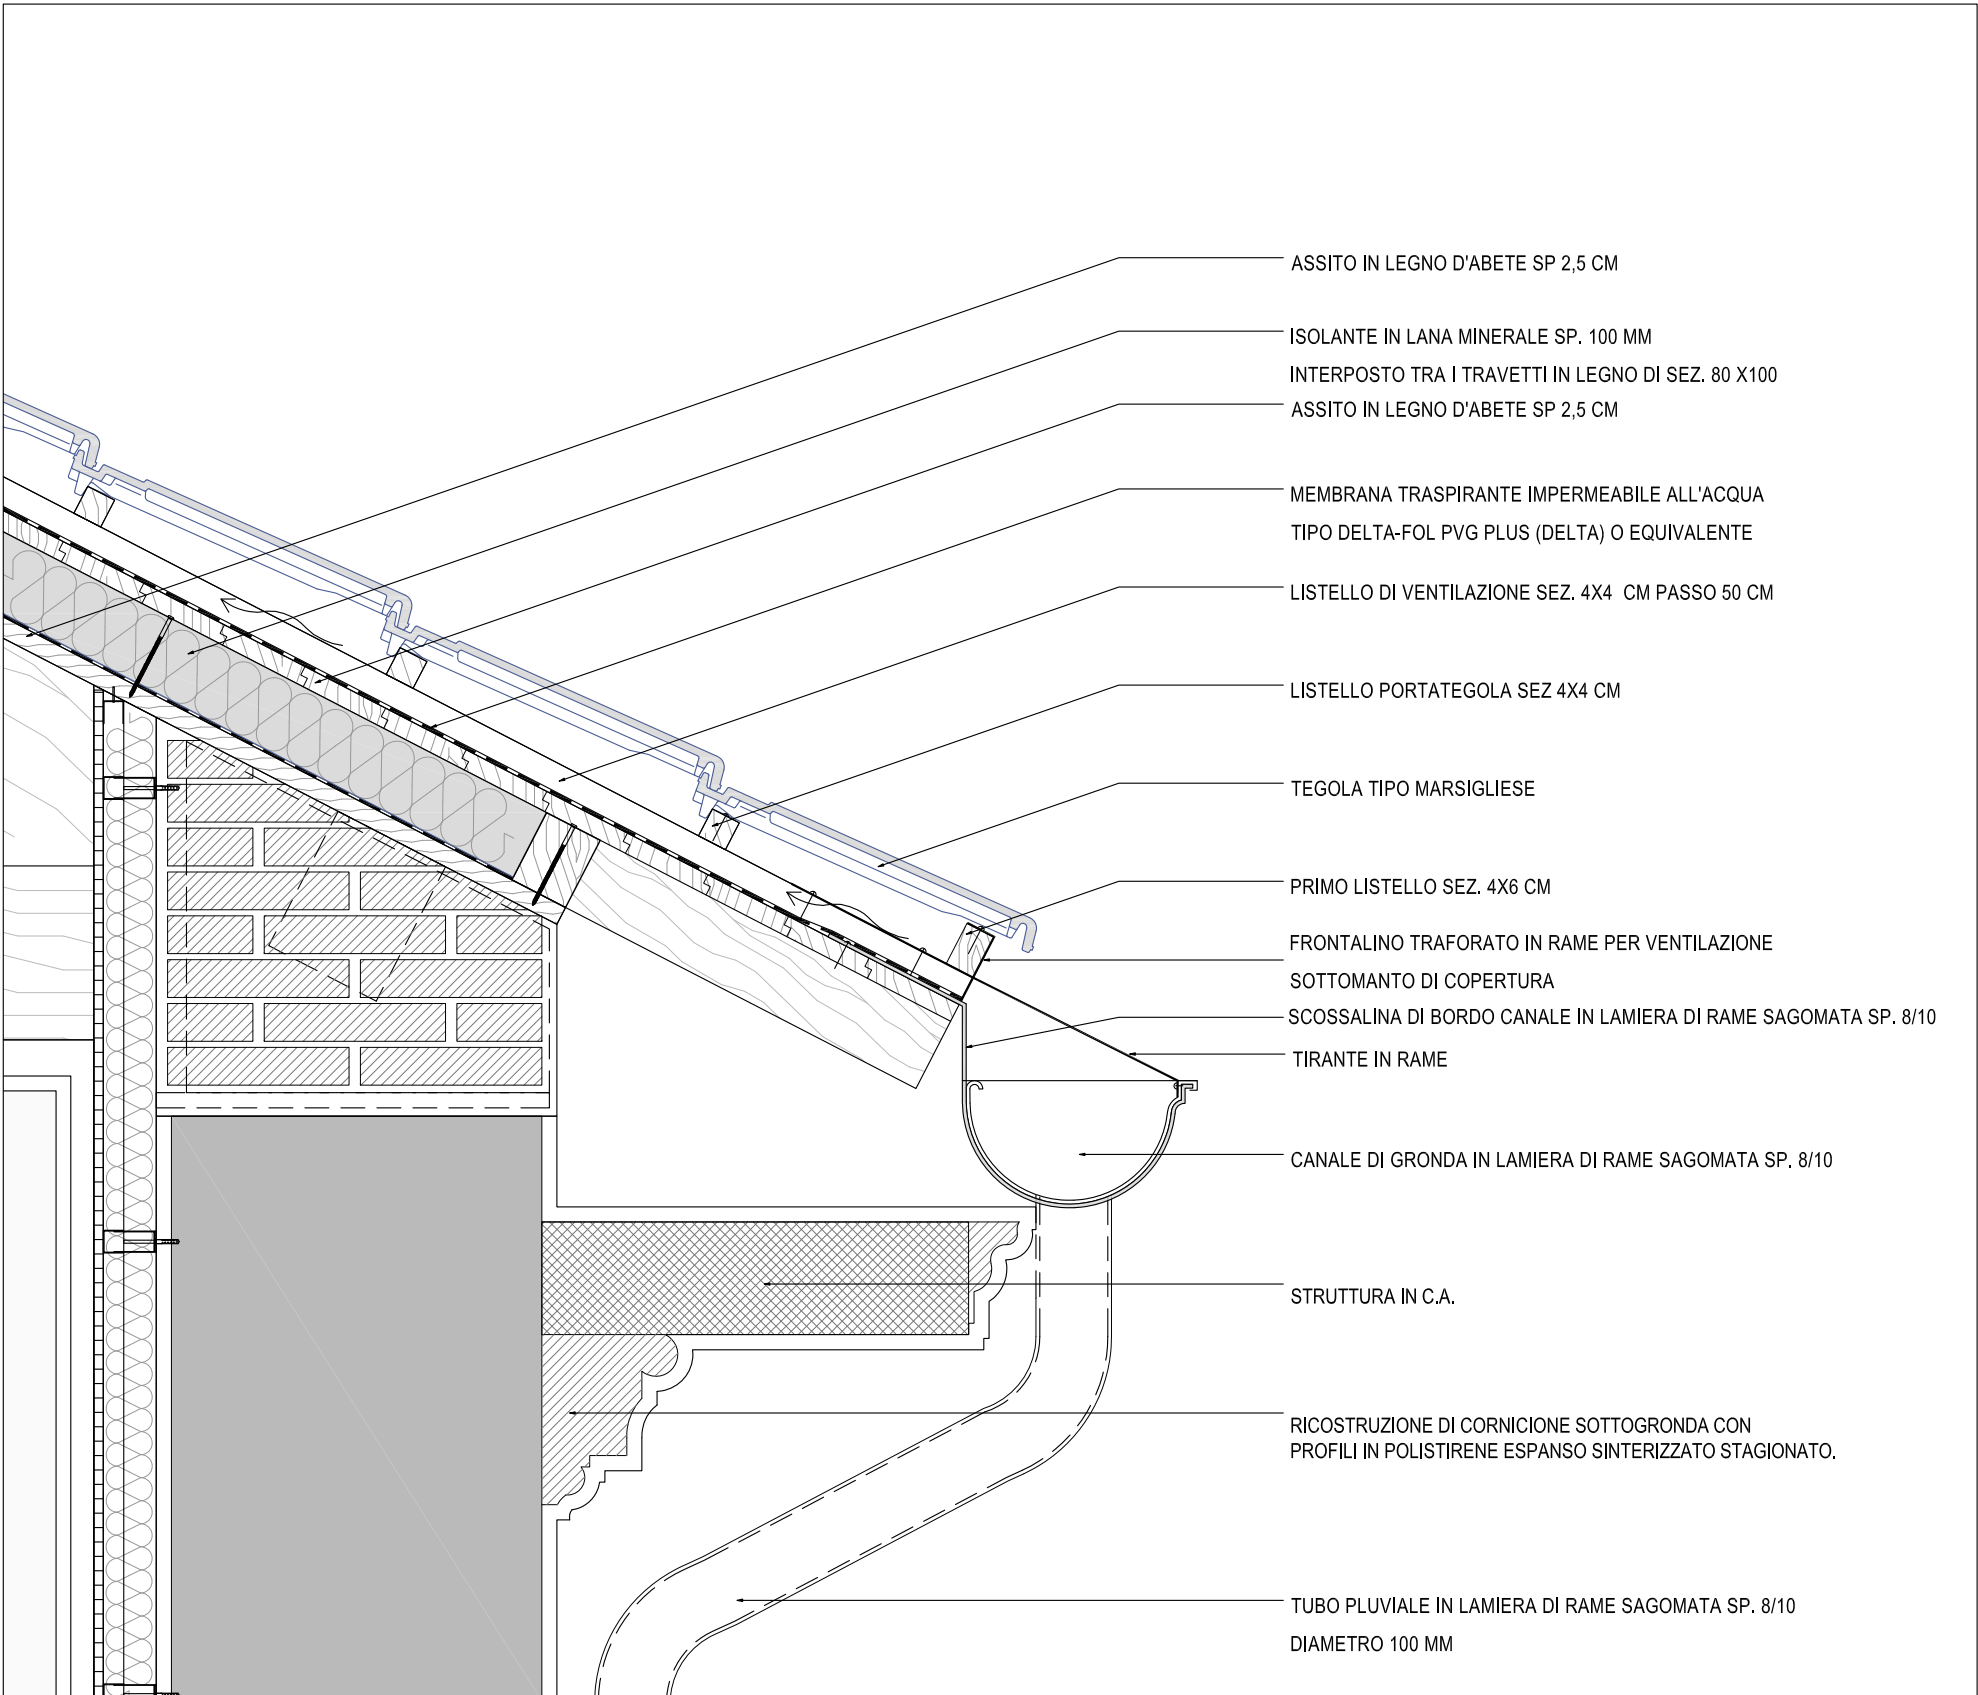 ASSITO IN LEGNO D'ABETE SP 2,5 CM
ISOLANTE IN LANA MINERALE SP. 100 MM
INTERPOSTO TRA I TRAVETTI IN LEGNO DI SEZ. 80 X100
ASSITO IN LEGNO D'ABETE SP 2,5 CM
MEMBRANA TRASPIRANTE IMPERMEABILE ALL'ACQUA
TIPO DELTA-FOL PVG PLUS (DELTA) O EQUIVALENTE
LISTELLO DI VENTILAZIONE SEZ. 4X4 CM PASSO 50 CM
LISTELLO PORTATEGOLA SEZ 4X4 CM
TEGOLA TIPO MARSIGLIESE
PRIMO LISTELLO SEZ. 4X6 CM
FRONTALINO TRAFORATO IN RAME PER VENTILAZIONE
SOTTOMANTO DI COPERTURA
SCOSSALINA DI BORDO CANALE IN LAMIERA DI RAME SAGOMATA SP. 8/10
TIRANTE IN RAME
CANALE DI GRONDA IN LAMIERA DI RAME SAGOMATA SP. 8/10
STRUTTURA IN C.A.
RICOSTRUZIONE DI CORNICIONE SOTTOGRONDA CON
PROFILI IN POLISTIRENE ESPANSO SINTERIZZATO STAGIONATO.
TUBO PLUVIALE IN LAMIERA DI RAME SAGOMATA SP. 8/10
DIAMETRO 100 MM